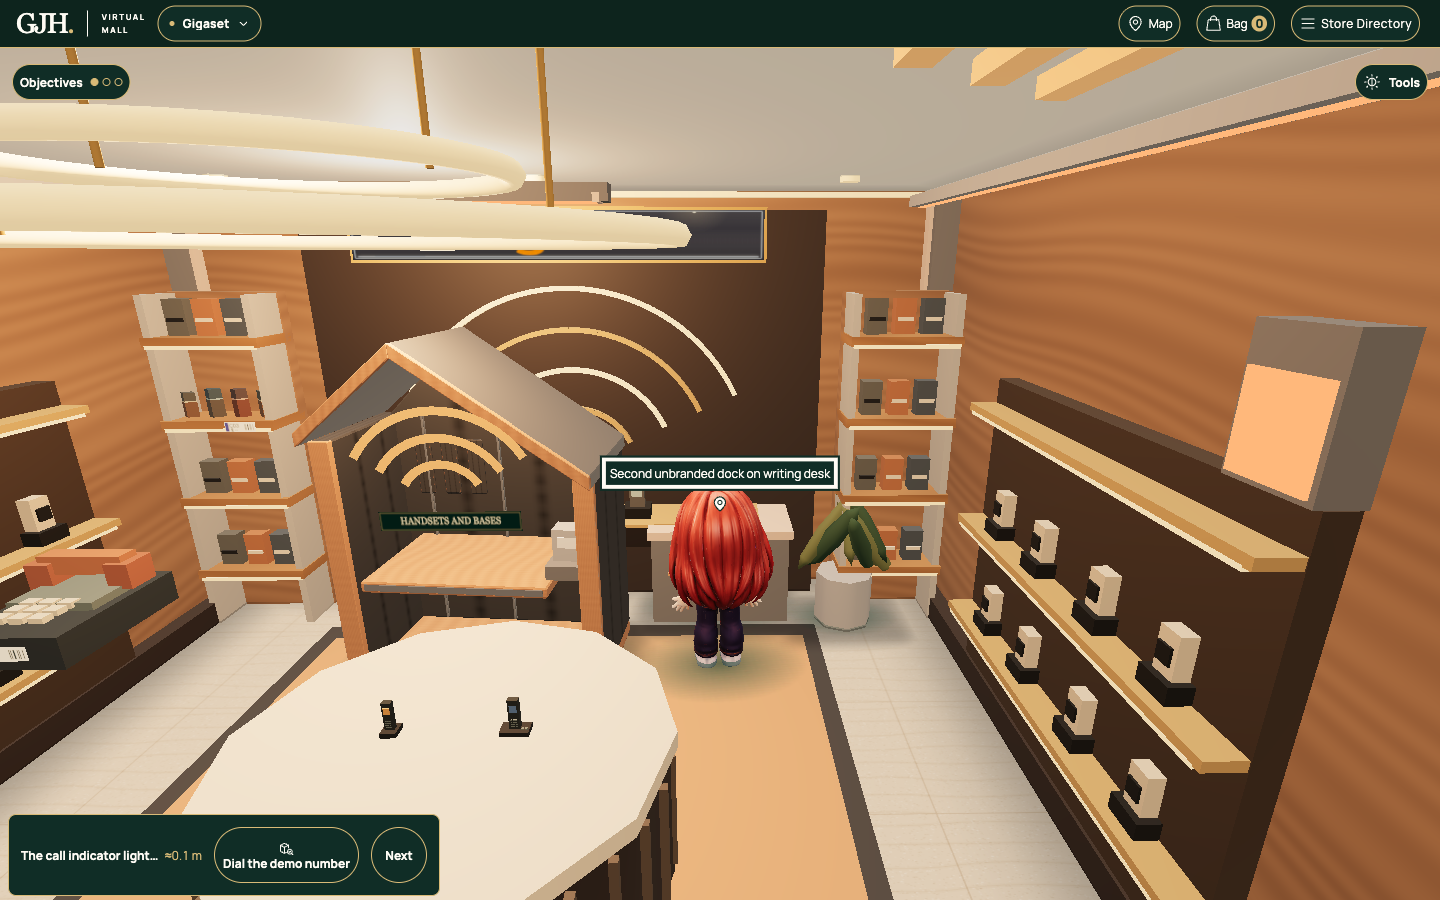 GJH.
VIRTUAL
MALL
Gigaset
Map
Bag 0
Store Directory
Objectives
Tools
Second unbranded dock on writing desk
HANDSETS AND BASES
The call indicator light... ≈0.1 m
Dial the demo number
Next